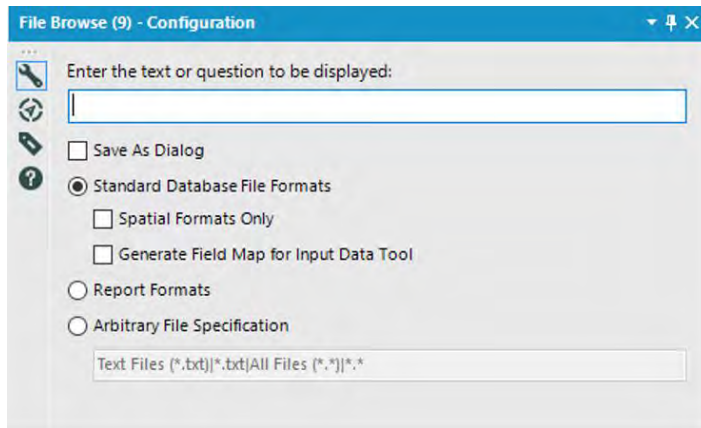 File Browse (9) - Configuration
Enter the text or question to be displayed:
Save As Dialog
Standard Database File Formats
Spatial Formats Only
Generate Field Map for Input Data Tool
Report Formats
Arbitrary File Specification
Text Files (*.txt)|*.txt|All Files (*.*)|*.*